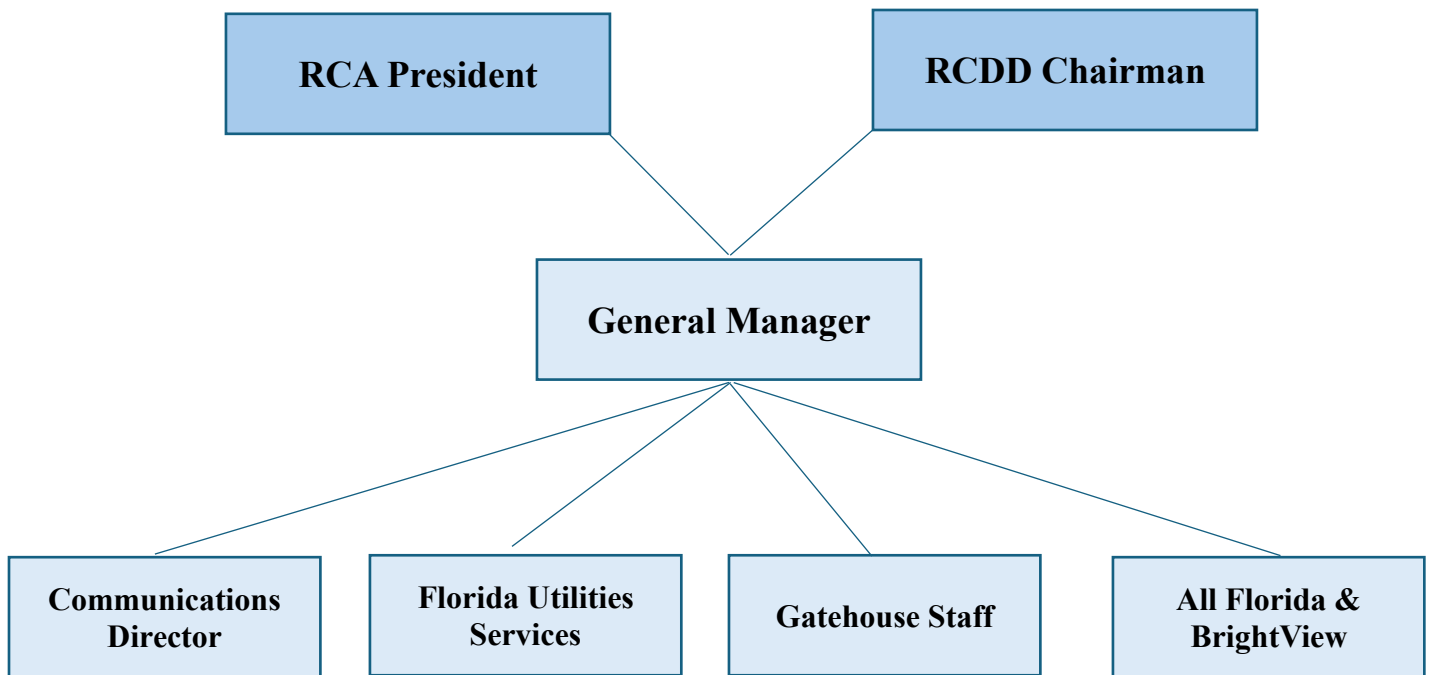 RCA President
RCDD Chairman
General Manager
Communications
Director
Florida Utilities
Services
Gatehouse Staff
All Florida &
BrightView